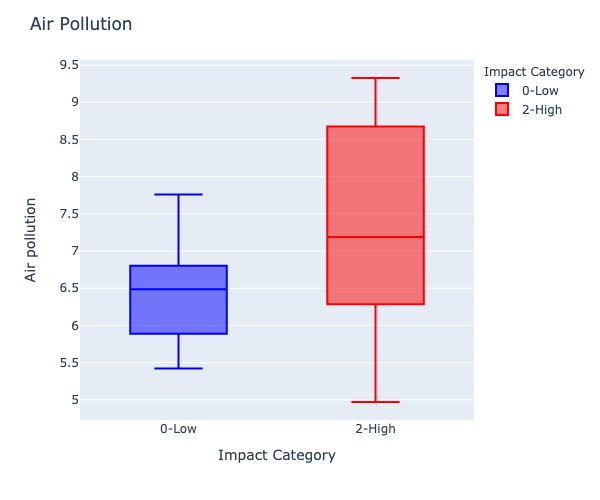 Air Pollution
Impact Category
0-Low
2-High
Air pollution
9.5
9
8.5
8
7.5
7
6.5
6
5.5
5
0-Low
2-High
Impact Category